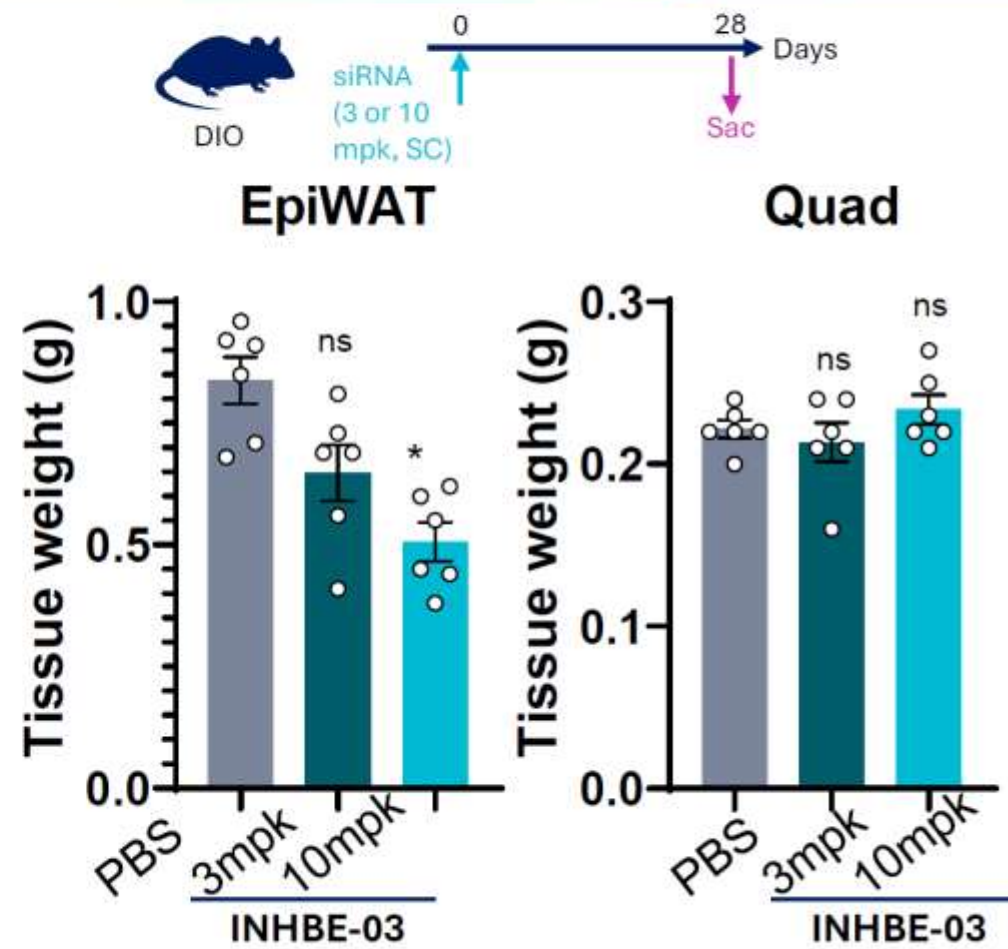 0
28
Days
siRNA
(3 or 10
mpk, SC)
DIO
Sac
EpiWAT
Tissue weight (g)
1.0
0.5
0.0
ns
*
PBS
3mpk
10mpk
INHBE-03
Quad
Tissue weight (g)
0.3
0.2
0.1
0.0
ns
ns
PBS
3mpk
10mpk
INHBE-03